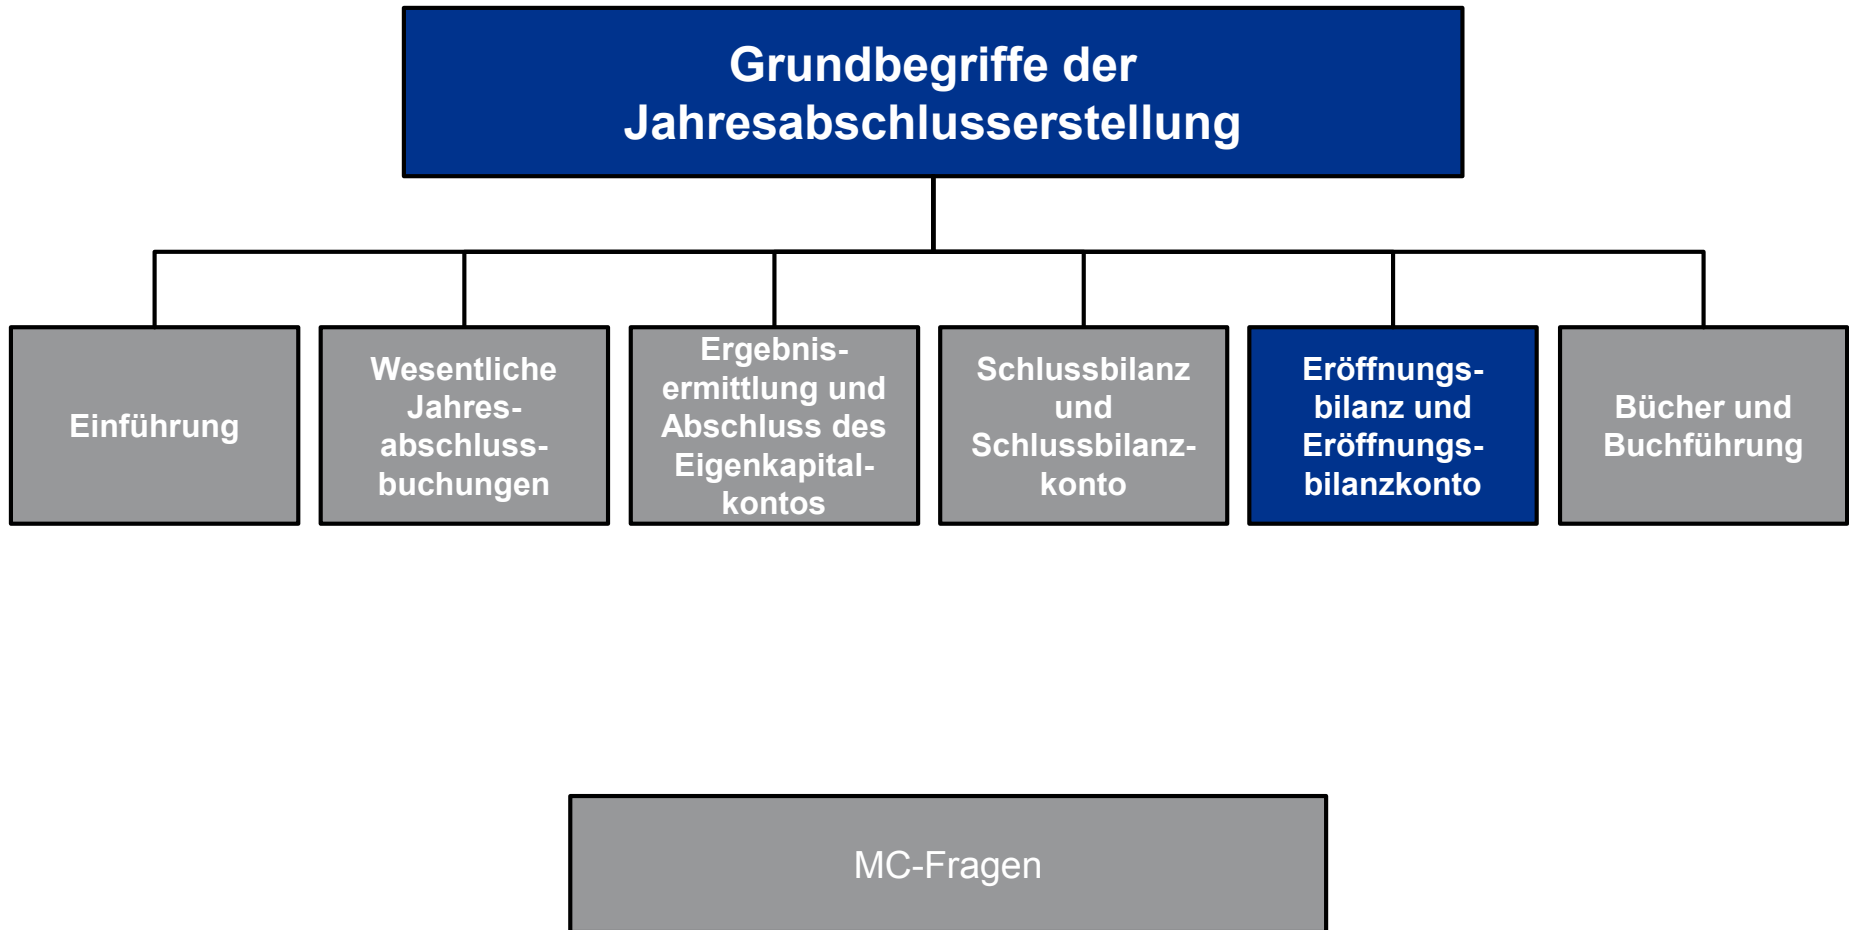 Grundbegriffe der
Jahresabschlusserstellung
Einführung
Wesentliche
Jahres-
abschluss-
buchungen
Ergebnis-
ermittlung und
Abschluss des
Eigenkapital-
kontos
Schlussbilanz
und
Schlussbilanz-
konto
Eröffnungs-
bilanz und
Eröffnungs-
bilanzkonto
Bücher und
Buchführung
MC-Fragen